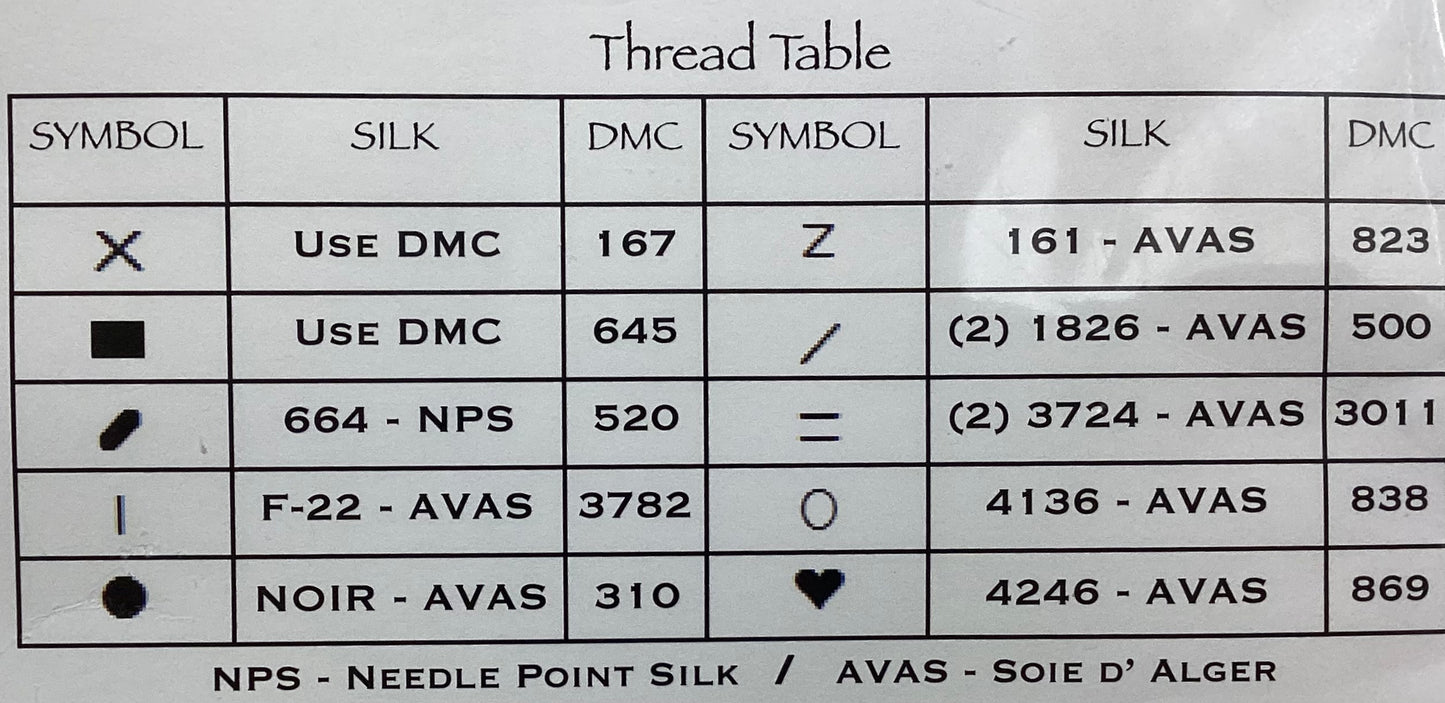 Thread Table
SYMBOL SILK DMC SYMBOL SILK DMC
X USE DMC 167 Z 161 - AVAS 823
■ USE DMC 645 / (2) 1826 - AVAS 500
664 - NPS 520 = (2) 3724 - AVAS 3011
| F-22 - AVAS 3782 O 4136 - AVAS 838
● NOIR - AVAS 310 ♥ 4246 - AVAS 869
NPS - NEEDLE POINT SILK / AVAS - SOIE D' ALGER